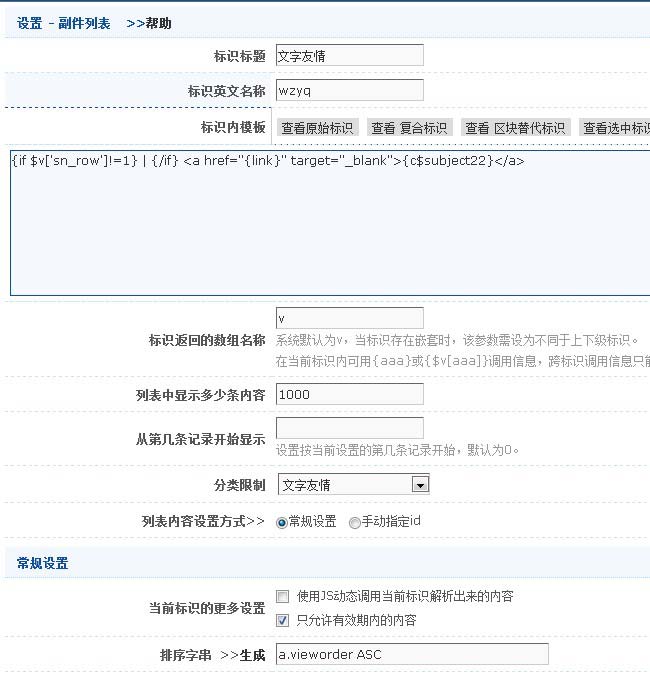 设置 - 副件列表 >>帮助
标识标题 文字友情
标识英文名称 wzyq
标识内模板 查看原始标识 查看 复合标识 查看 区块替代标识 查看选中标
{if $v['sn_row']!=1} | {/if} <a href="{link}" target="_blank">{c$subject22}</a>
标识返回的数组名称 v
系统默认为v，当标识存在嵌套时，该参数需设为不同于上下级标识。
在当前标识内可用{aaa}或{$v[aaa]}调用信息，跨标识调用信息只
列表中显示多少条内容 1000
从第几条记录开始显示
设置按当前设置的第几条记录开始，默认为0。
分类限制 文字友情
列表内容设置方式>> 常规设置 手动指定id
常规设置
当前标识的更多设置 使用JS动态调用当前标识解析出来的内容
只允许有效期内的内容
排序字串 >>生成 a.vieworder ASC